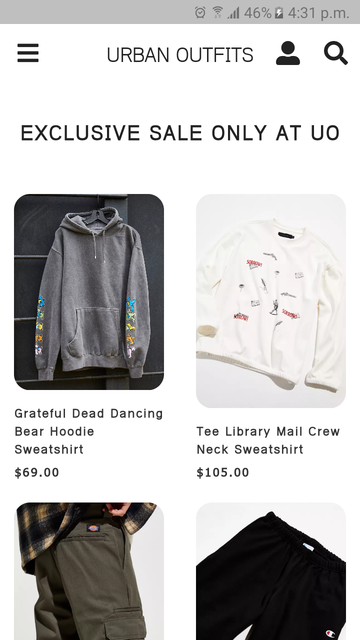 46% 4:31 p.m.
URBAN OUTFITS
EXCLUSIVE SALE ONLY AT UO
Grateful Dead Dancing
Bear Hoodie
Sweatshirt
$69.00
Tee Library Mail Crew
Neck Sweatshirt
$105.00